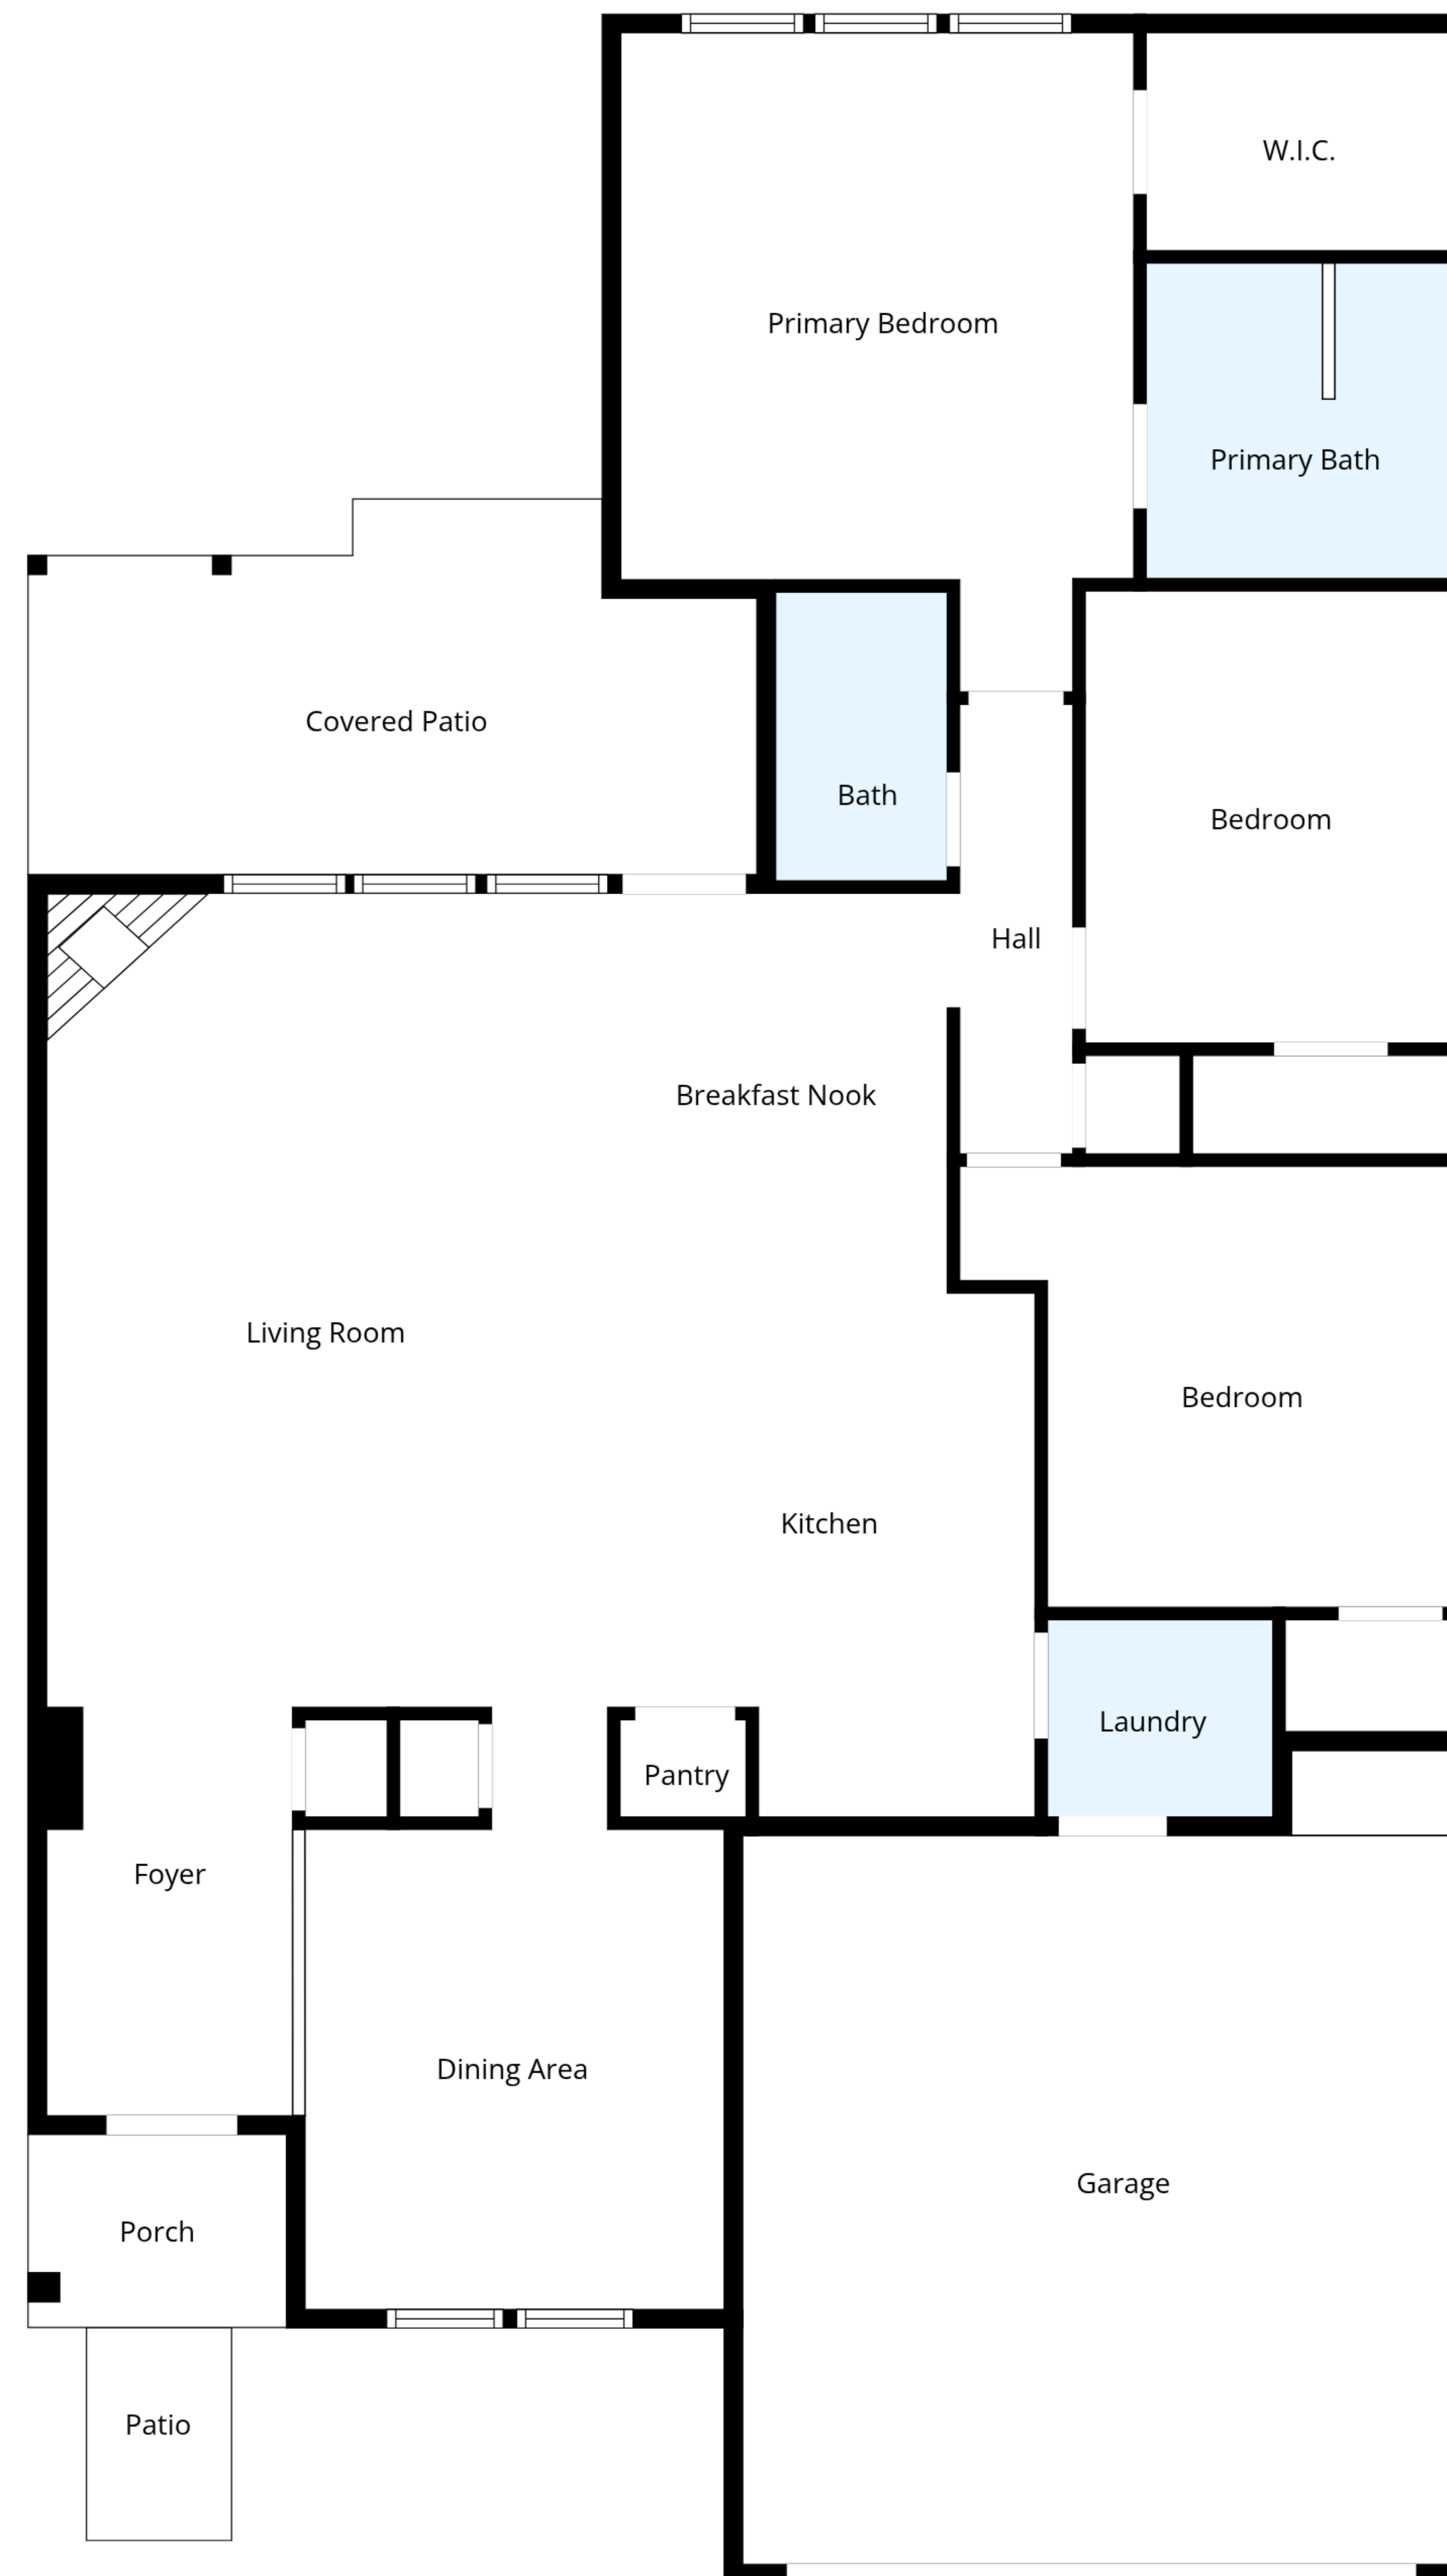 W.I.C.
Primary Bedroom
Primary Bath
Covered Patio
Bath
Bedroom
Hall
Breakfast Nook
Living Room
Bedroom
Kitchen
Laundry
Pantry
Foyer
Dining Area
Garage
Porch
Patio